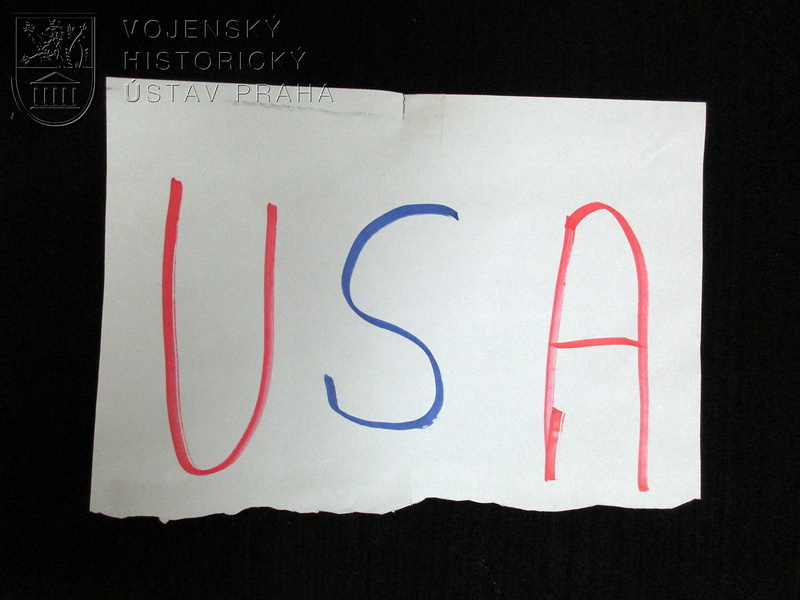 VOJENSKÝ
HISTORICKÝ
ÚSTAV PRAHA
USA